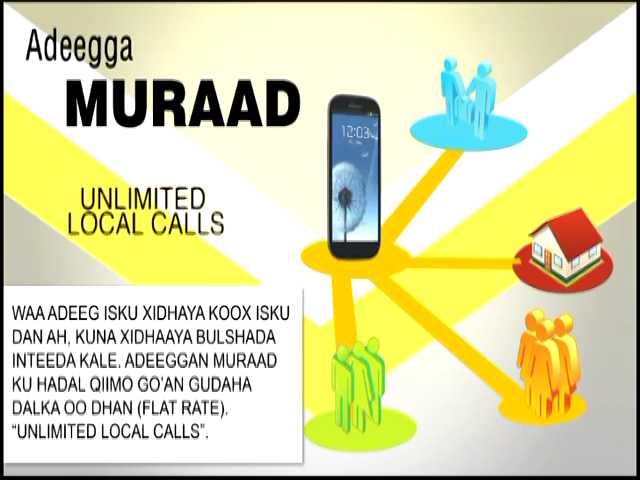 Adeegga
MURAAD
UNLIMITED
LOCAL CALLS
12:03
WAA ADEEG ISKU XIDHAYA KOOX ISKU
DAN AH, KUNA XIDHAAYA BULSHADA
INTEEDA KALE. ADEEGGAN MURAAD
KU HADAL QIIMO GO'AN GUDAHA
DALKA OO DHAN (FLAT RATE).
“UNLIMITED LOCAL CALLS”.